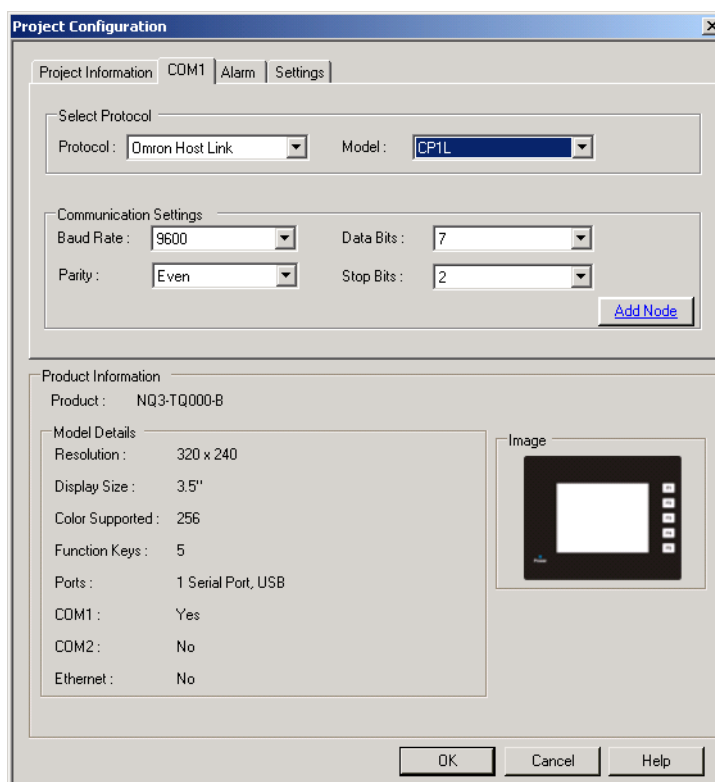 Project Configuration
Project Information COM1 Alarm Settings
Select Protocol
Protocol : Omron Host Link Model : CP1L
Communication Settings
Baud Rate : 9600 Data Bits : 7
Parity : Even Stop Bits : 2
Add Node
Product Information
Product : NQ3-TQ000-B
Model Details
Image
Resolution : 320 x 240
Display Size : 3.5"
Color Supported : 256
Function Keys : 5
Ports : 1 Serial Port, USB
COM1 : Yes
COM2 : No
Ethernet : No
OK Cancel Help